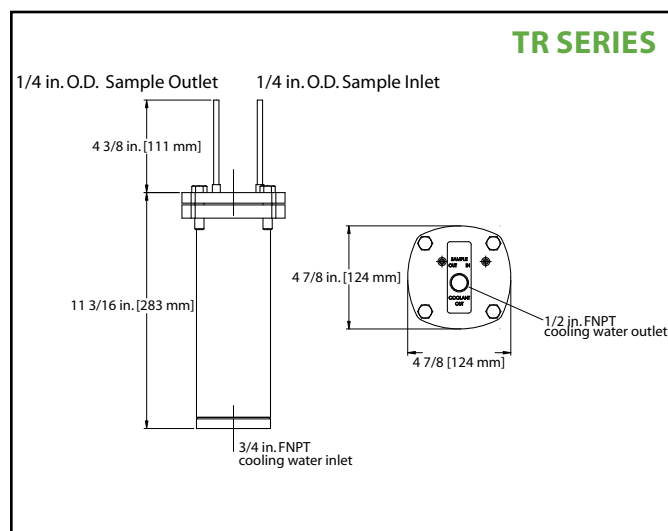 TR SERIES
1/4 in. O.D. Sample Outlet
1/4 in. O.D. Sample Inlet
4 3/8 in. [111 mm]
11 3/16 in. [283 mm]
3/4 in. FNPT
cooling water inlet
4 7/8 in. [124 mm]
SAMPLE
OUT IN
COOLANT
OUT
1/2 in. FNPT
cooling water outlet
4 7/8 [124 mm]